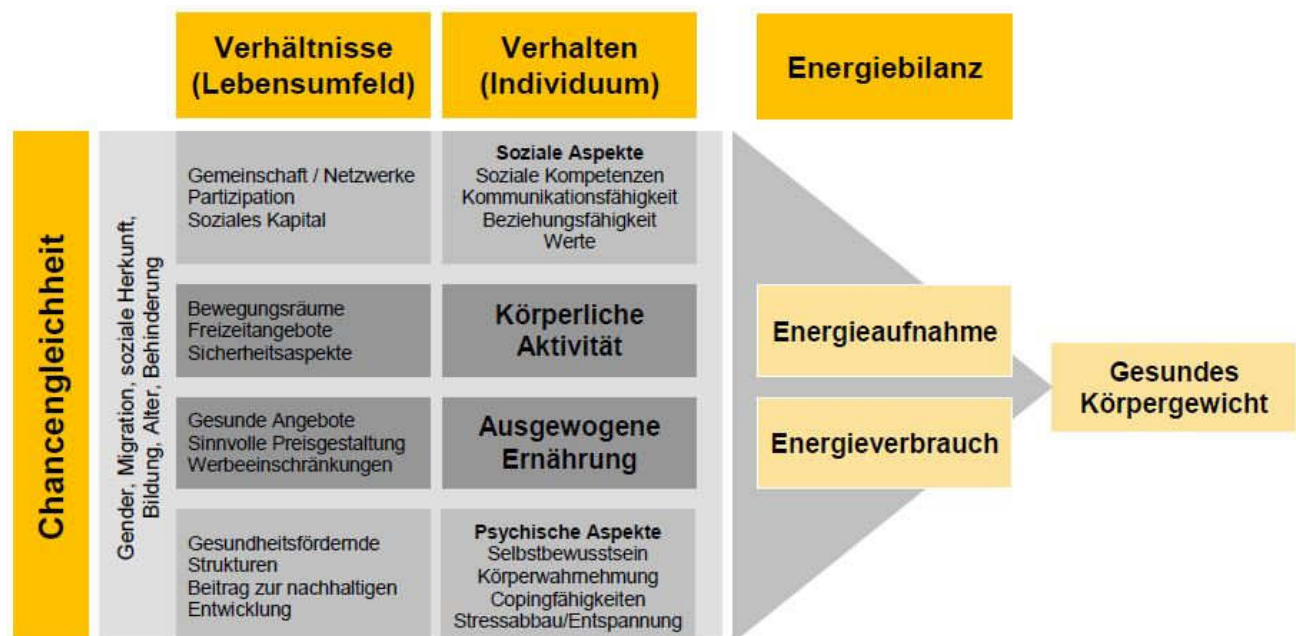 Verhältnisse
(Lebensumfeld)
Verhalten
(Individuum)
Energiebilanz
Chancengleichheit
Gender, Migration, soziale Herkunft,
Bildung, Alter, Behinderung
Gemeinschaft / Netzwerke
Partizipation
Soziales Kapital
Soziale Aspekte
Soziale Kompetenzen
Kommunikationsfähigkeit
Beziehungsfähigkeit
Werte
Bewegungsräume
Freizeitangebote
Sicherheitsaspekte
Körperliche
Aktivität
Energieaufnahme
Gesunde Angebote
Sinnvolle Preisgestaltung
Werbeeinschränkungen
Ausgewogene
Ernährung
Energieverbrauch
Gesundes
Körpergewicht
Gesundheitsfördernde
Strukturen
Beitrag zur nachhaltigen
Entwicklung
Psychische Aspekte
Selbstbewusstsein
Körperwahrnehmung
Copingfähigkeiten
Stressabbau/Entspannung